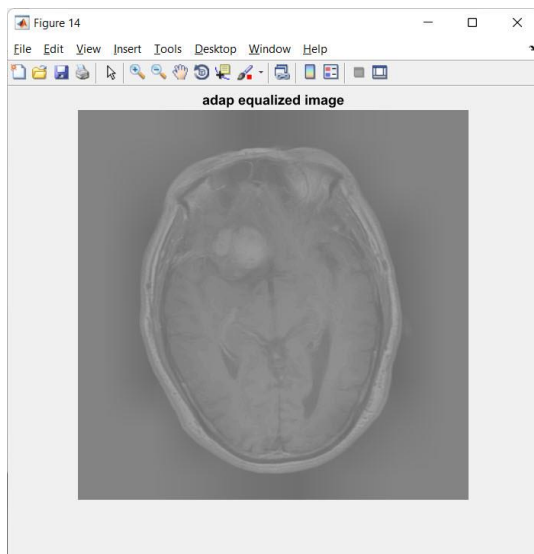 Figure 14
File Edit View Insert Tools Desktop Window Help
adap equalized image